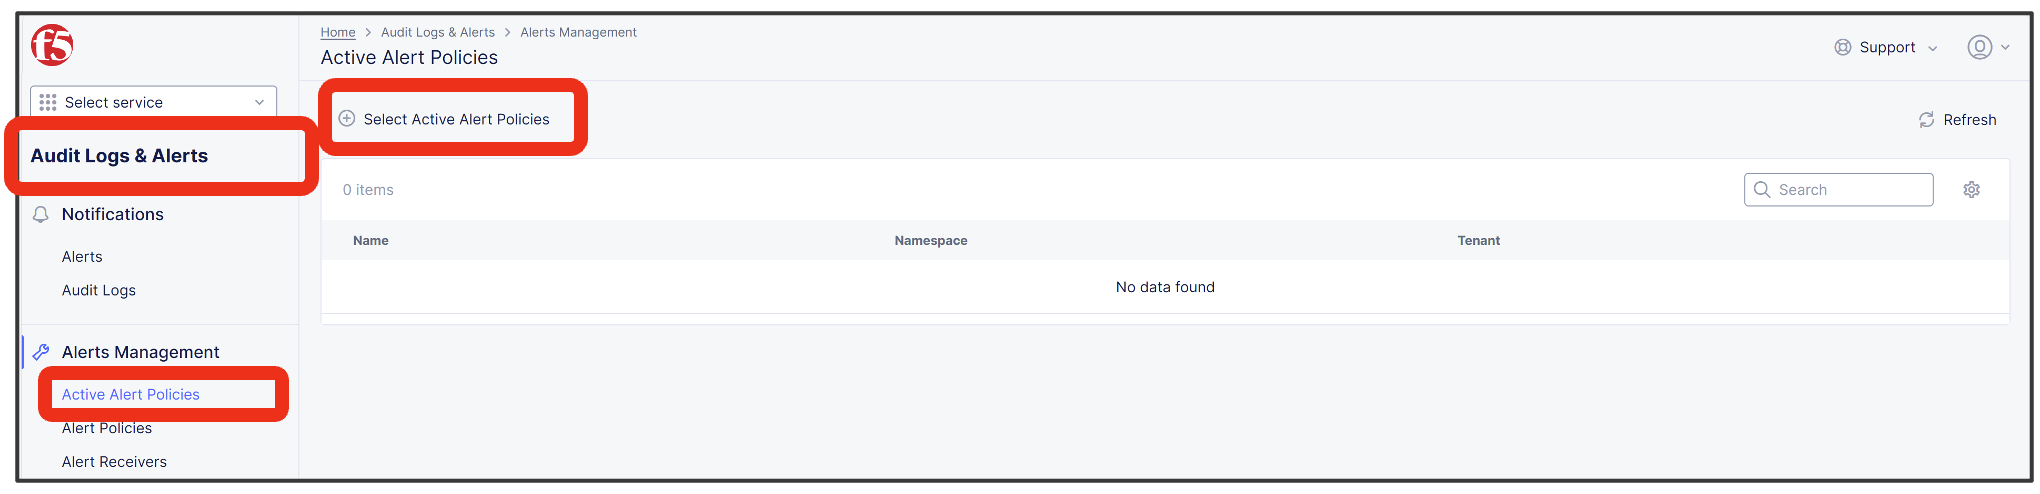 f5
Home > Audit Logs & Alerts > Alerts Management
Active Alert Policies
Support
Select service
Select Active Alert Policies
Refresh
Audit Logs & Alerts
0 items
Search
Notifications
Name Namespace Tenant
Alerts
No data found
Audit Logs
Alerts Management
Active Alert Policies
Alert Policies
Alert Receivers